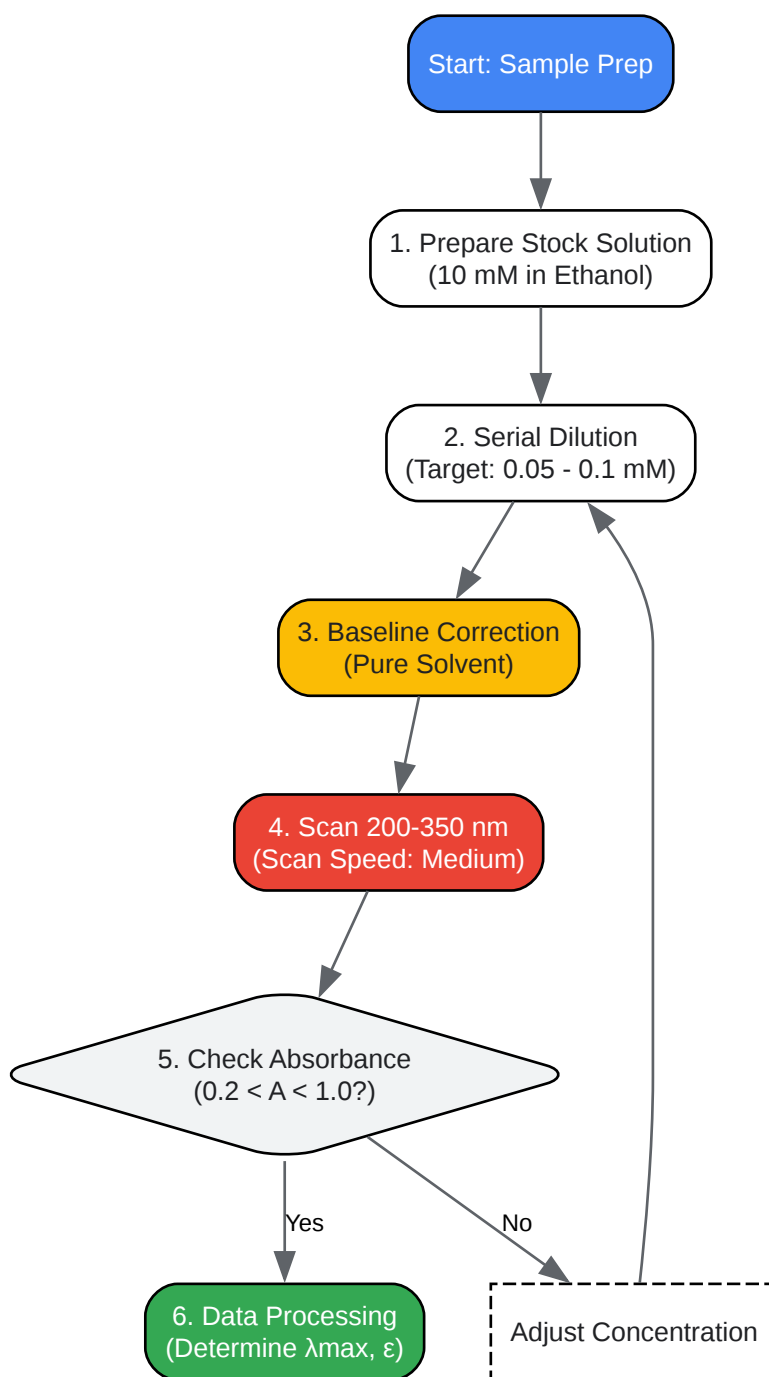 Start: Sample Prep
1. Prepare Stock Solution
(10 mM in Ethanol)
2. Serial Dilution
(Target: 0.05 - 0.1 mM)
3. Baseline Correction
(Pure Solvent)
4. Scan 200-350 nm
(Scan Speed: Medium)
5. Check Absorbance
(0.2 < A < 1.0?)
Yes
No
6. Data Processing
(Determine λmax, ε)
Adjust Concentration